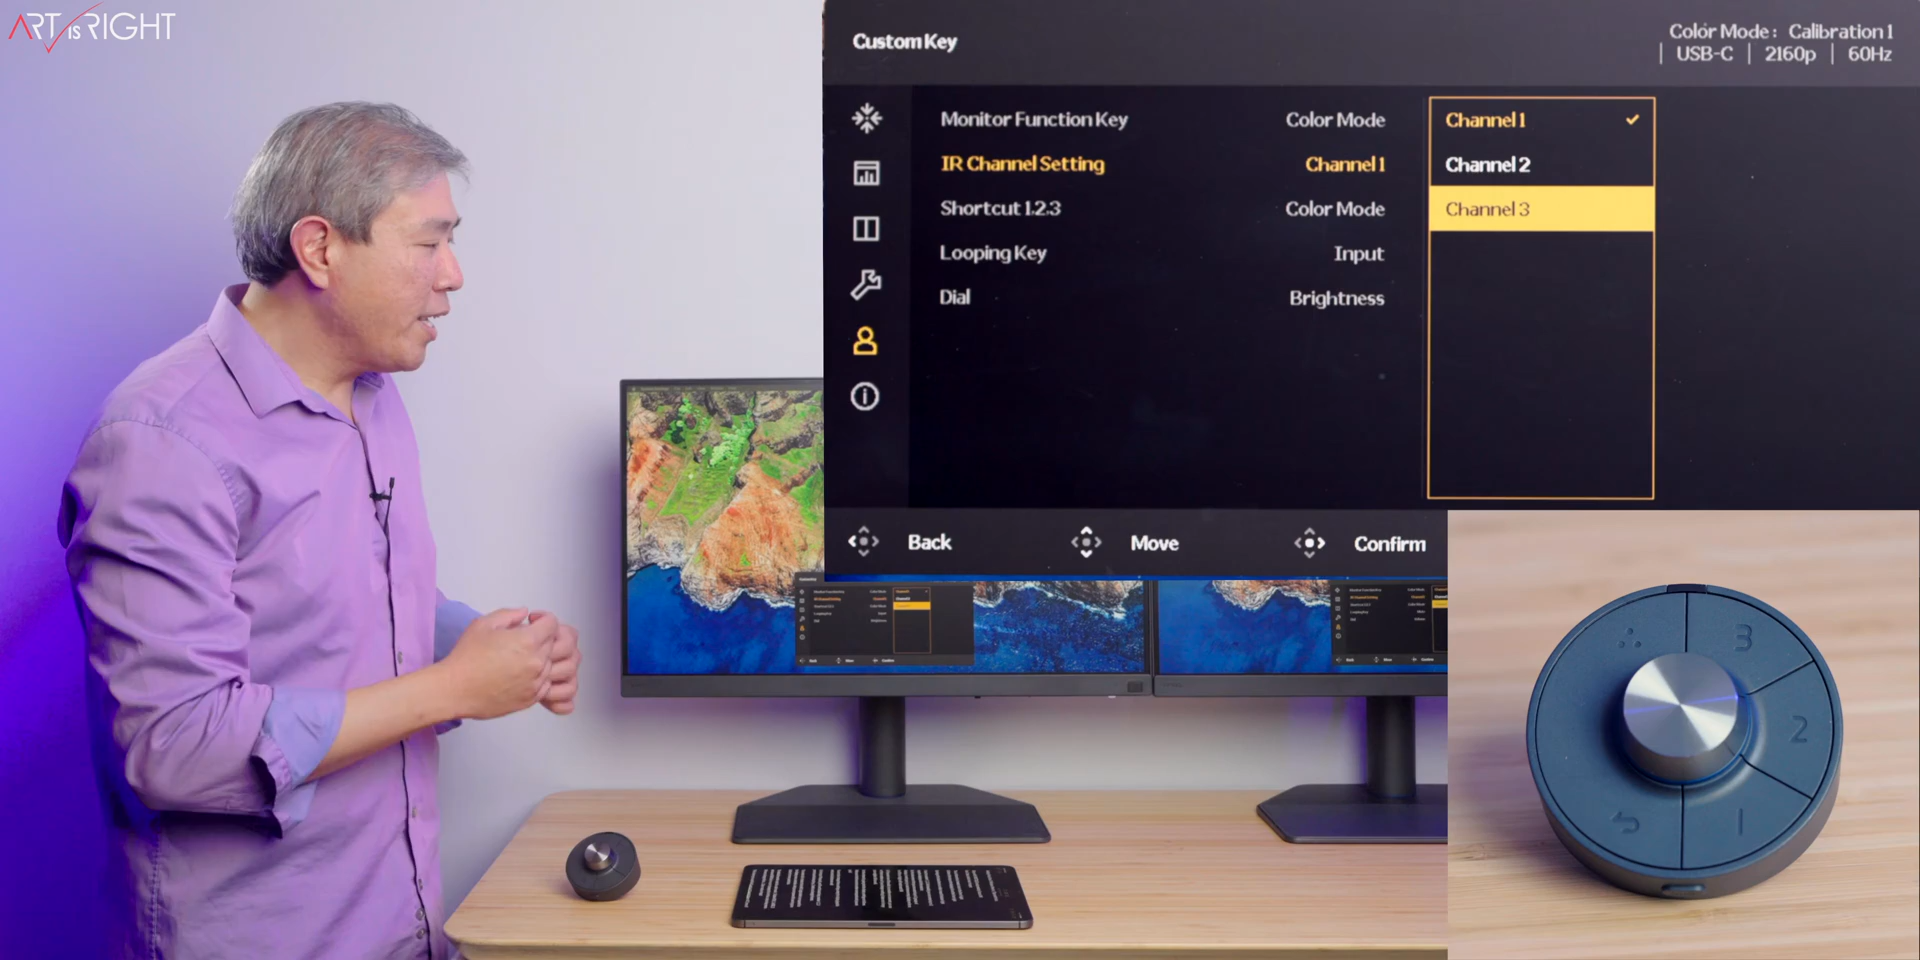 ART is RIGHT
Custom Key
Color Mode: Calibration 1
| USB-C | 2160p | 60Hz
Monitor Function Key Color Mode Channel 1
IR Channel Setting Channel 1 Channel 2
Shortcut 1.2.3 Color Mode Channel 3
Looping Key Input
Dial Brightness
Back Move Confirm
3
2
1